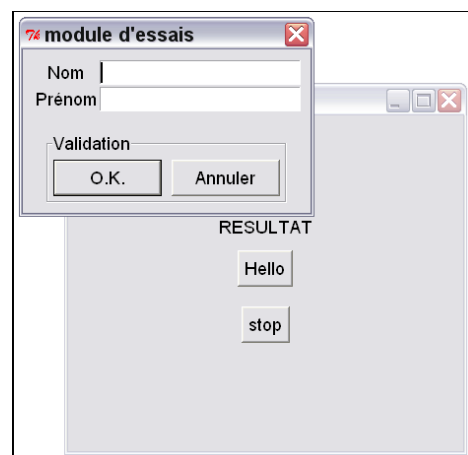 module d'essais
Nom
Prénom
Validation
O.K.
Annuler
RESULTAT
Hello
stop